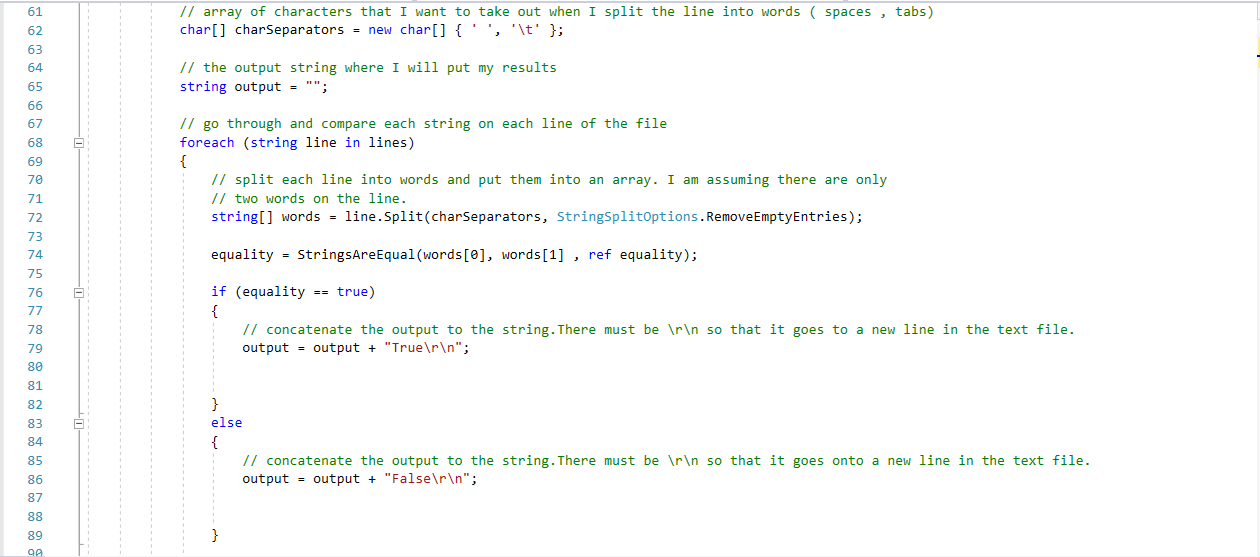 61 // array of characters that I want to take out when I split the line into words ( spaces , tabs)
62 char[] charSeparators = new char[] { ' ', '\t' };
63
64 // the output string where I will put my results
65 string output = "";
66
67 // go through and compare each string on each line of the file
68 foreach (string line in lines)
69 {
70 // split each line into words and put them into an array. I am assuming there are only
71 // two words on the line.
72 string[] words = line.Split(charSeparators, StringSplitOptions.RemoveEmptyEntries);
73
74 equality = StringsAreEqual(words[0], words[1] , ref equality);
75
76 if (equality == true)
77 {
78 // concatenate the output to the string.There must be \r\n so that it goes to a new line in the text file.
79 output = output + "True\r\n";
80
81
82 }
83 else
84 {
85 // concatenate the output to the string.There must be \r\n so that it goes onto a new line in the text file.
86 output = output + "False\r\n";
87
88
89 }
90